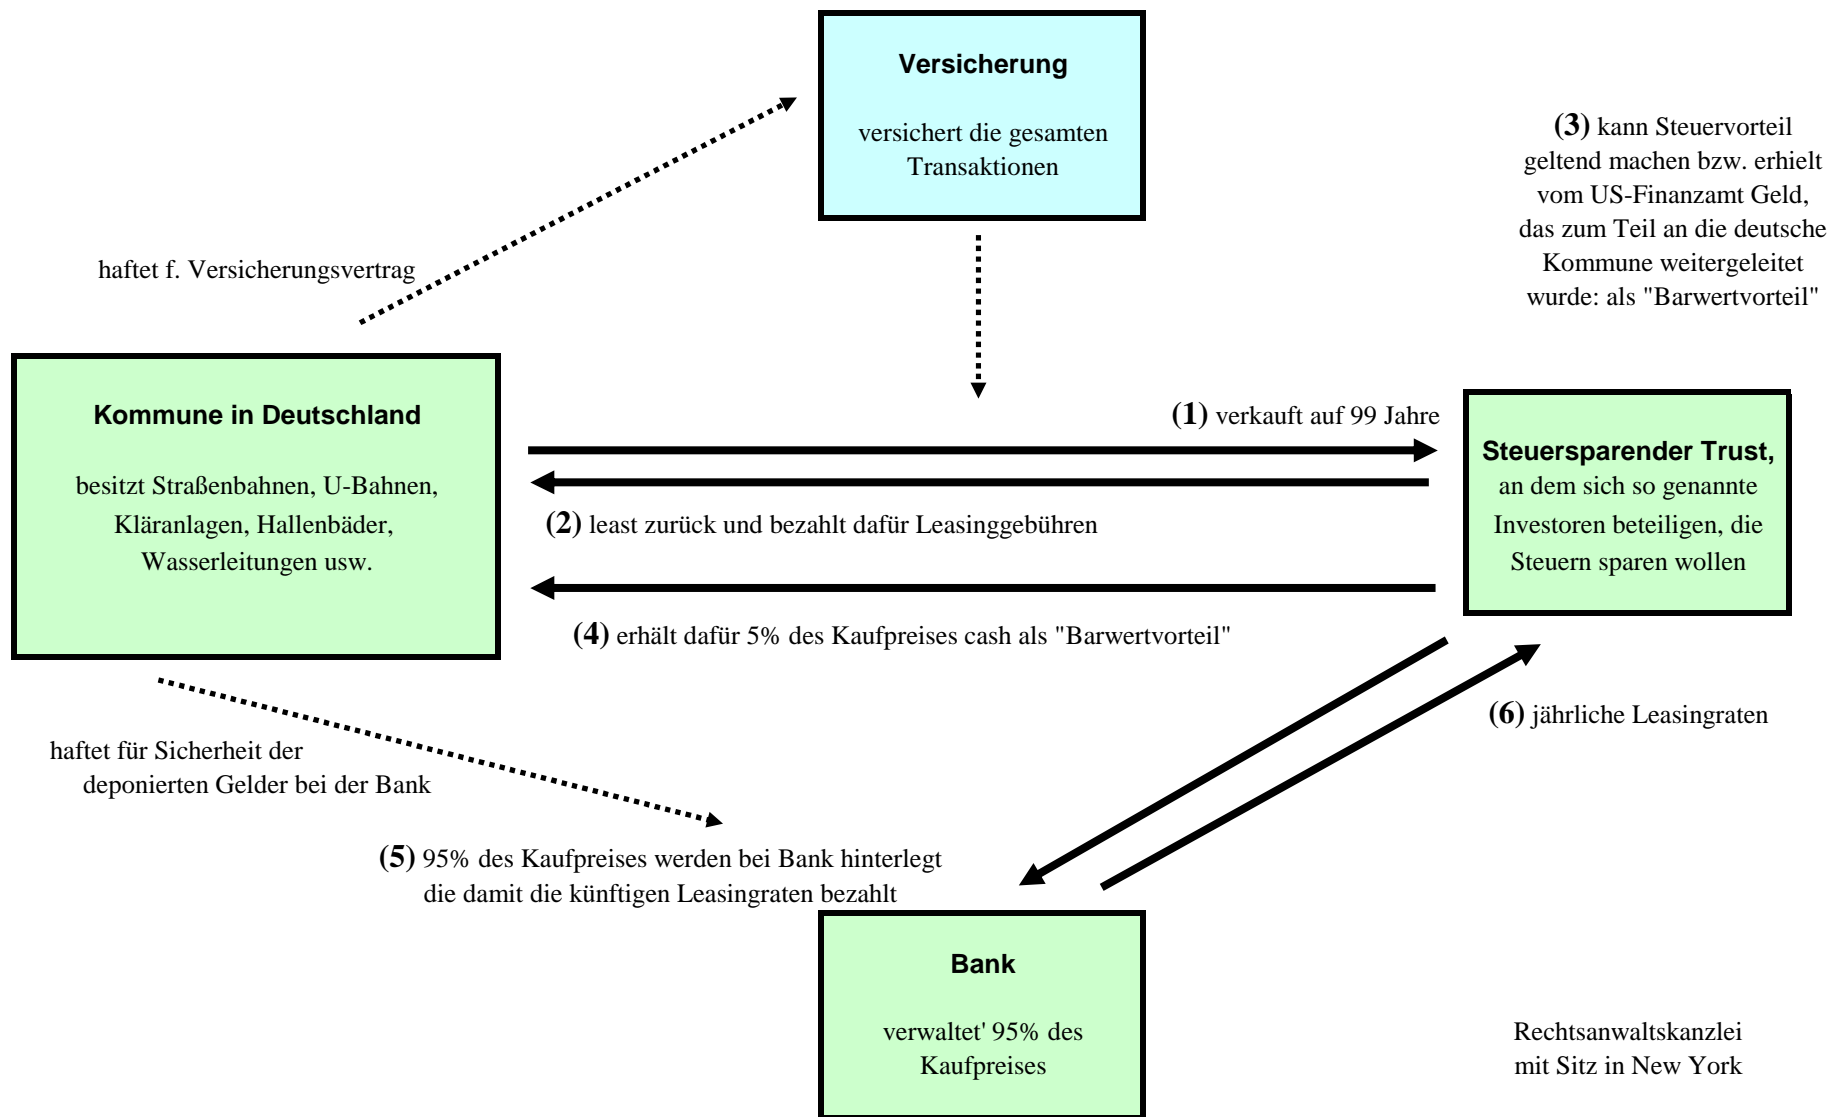 Versicherung
versichert die gesamten
Transaktionen
(3) kann Steuervorteil
geltend machen bzw. erhielt
vom US-Finanzamt Geld,
das zum Teil an die deutsche
Kommune weitergeleitet
wurde: als "Barwertvorteil"
haftet f. Versicherungsvertrag
Kommune in Deutschland
besitzt Straßenbahnen, U-Bahnen,
Kläranlagen, Hallenbäder,
Wasserleitungen usw.
(1) verkauft auf 99 Jahre
(2) least zurück und bezahlt dafür Leasinggebühren
(4) erhält dafür 5% des Kaufpreises cash als "Barwertvorteil"
Steuersparender Trust,
an dem sich so genannte
Investoren beteiligen, die
Steuern sparen wollen
(6) jährliche Leasingraten
haftet für Sicherheit der
deponierten Gelder bei der Bank
(5) 95% des Kaufpreises werden bei Bank hinterlegt
die damit die künftigen Leasingraten bezahlt
Bank
verwaltet' 95% des
Kaufpreises
Rechtsanwaltskanzlei
mit Sitz in New York